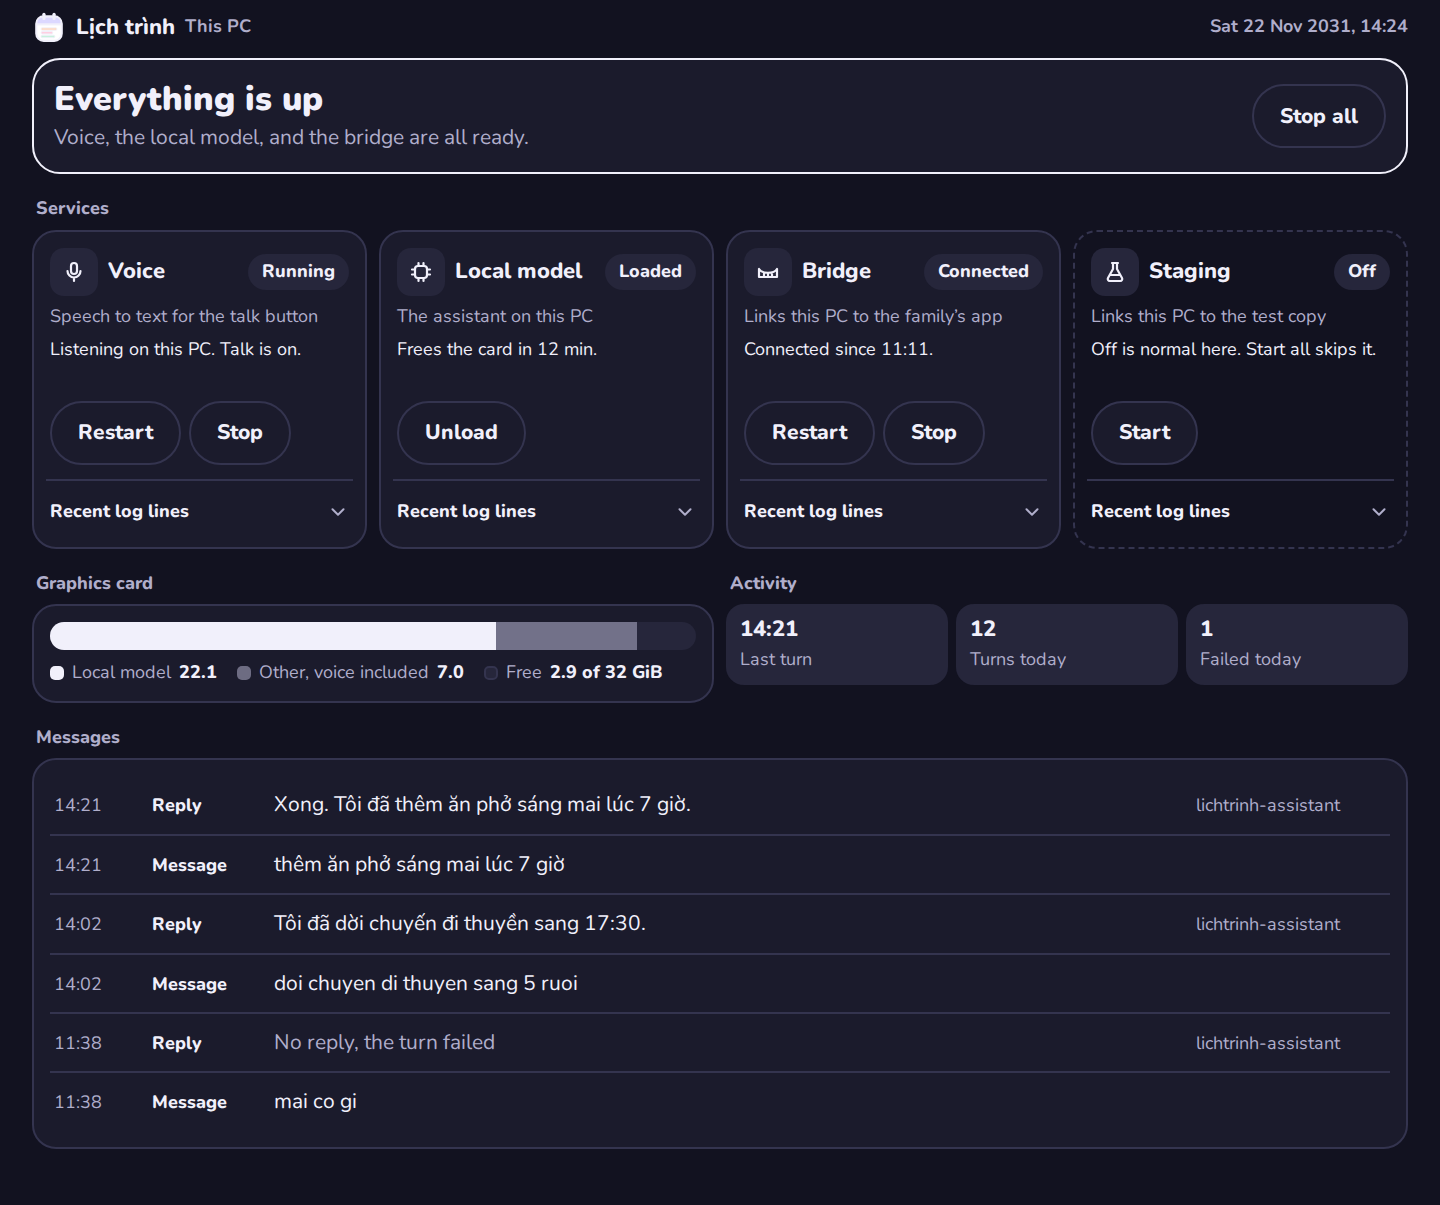 Lịch trình This PC
Sat 22 Nov 2031, 14:24
Everything is up
Voice, the local model, and the bridge are all ready.
Stop all
Services
Voice
Running
Speech to text for the talk button
Listening on this PC. Talk is on.
Restart
Stop
Recent log lines
Local model
Loaded
The assistant on this PC
Frees the card in 12 min.
Unload
Recent log lines
Bridge
Connected
Links this PC to the family’s app
Connected since 11:11.
Restart
Stop
Recent log lines
Staging
Off
Links this PC to the test copy
Off is normal here. Start all skips it.
Start
Recent log lines
Graphics card
Local model 22.1
Other, voice included 7.0
Free 2.9 of 32 GiB
Activity
14:21
Last turn
12
Turns today
1
Failed today
Messages
14:21 Reply Xong. Tôi đã thêm ăn phở sáng mai lúc 7 giờ. lichtrinh-assistant
14:21 Message thêm ăn phở sáng mai lúc 7 giờ
14:02 Reply Tôi đã dời chuyến đi thuyền sang 17:30. lichtrinh-assistant
14:02 Message doi chuyen di thuyen sang 5 ruoi
11:38 Reply No reply, the turn failed lichtrinh-assistant
11:38 Message mai co gi